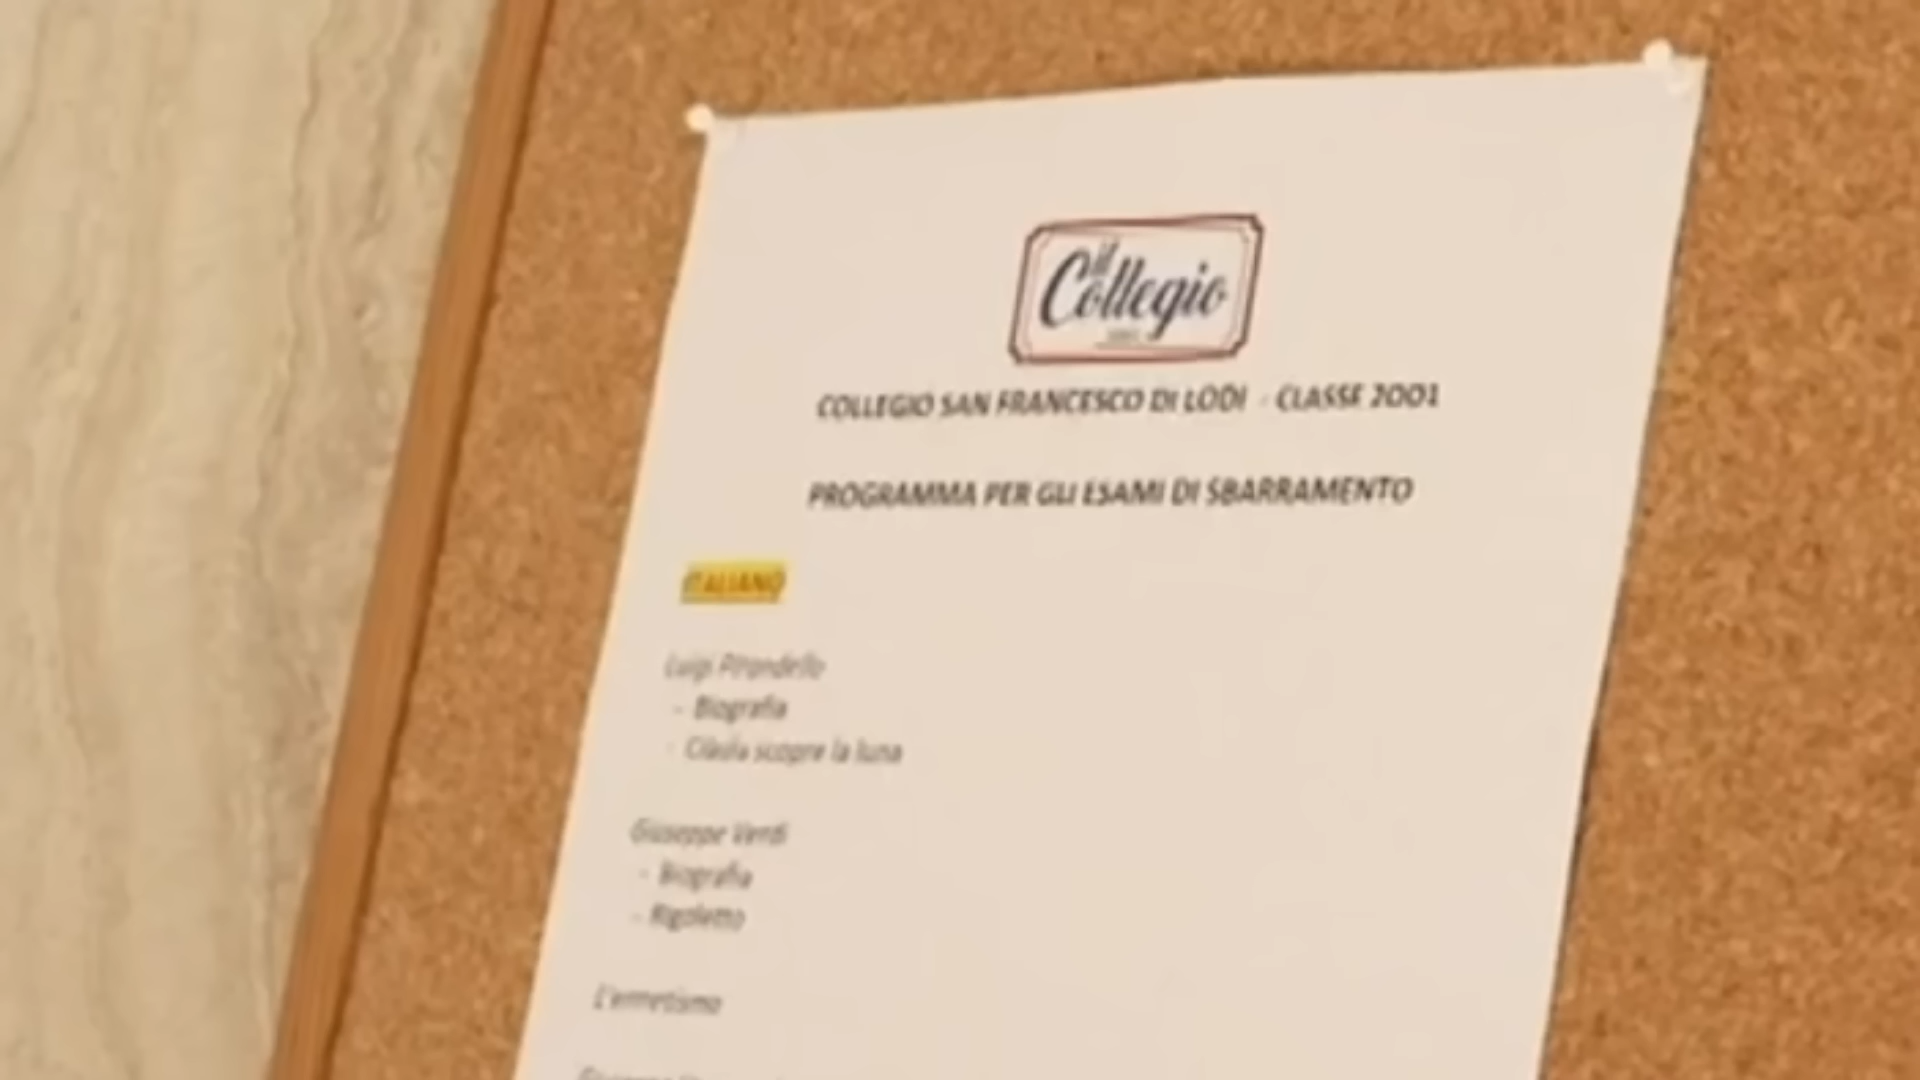 il
Collegio
COLLEGIO SAN FRANCESCO DI LODI - CLASSE 2001
PROGRAMMA PER GLI ESAMI DI SBARRAMENTO
ITALIANO
Luigi Pirandello
- Biografia
- Ciàula scopre la luna
Giuseppe Verdi
- Biografia
- Rigoletto
L'ermetismo
Giuseppe